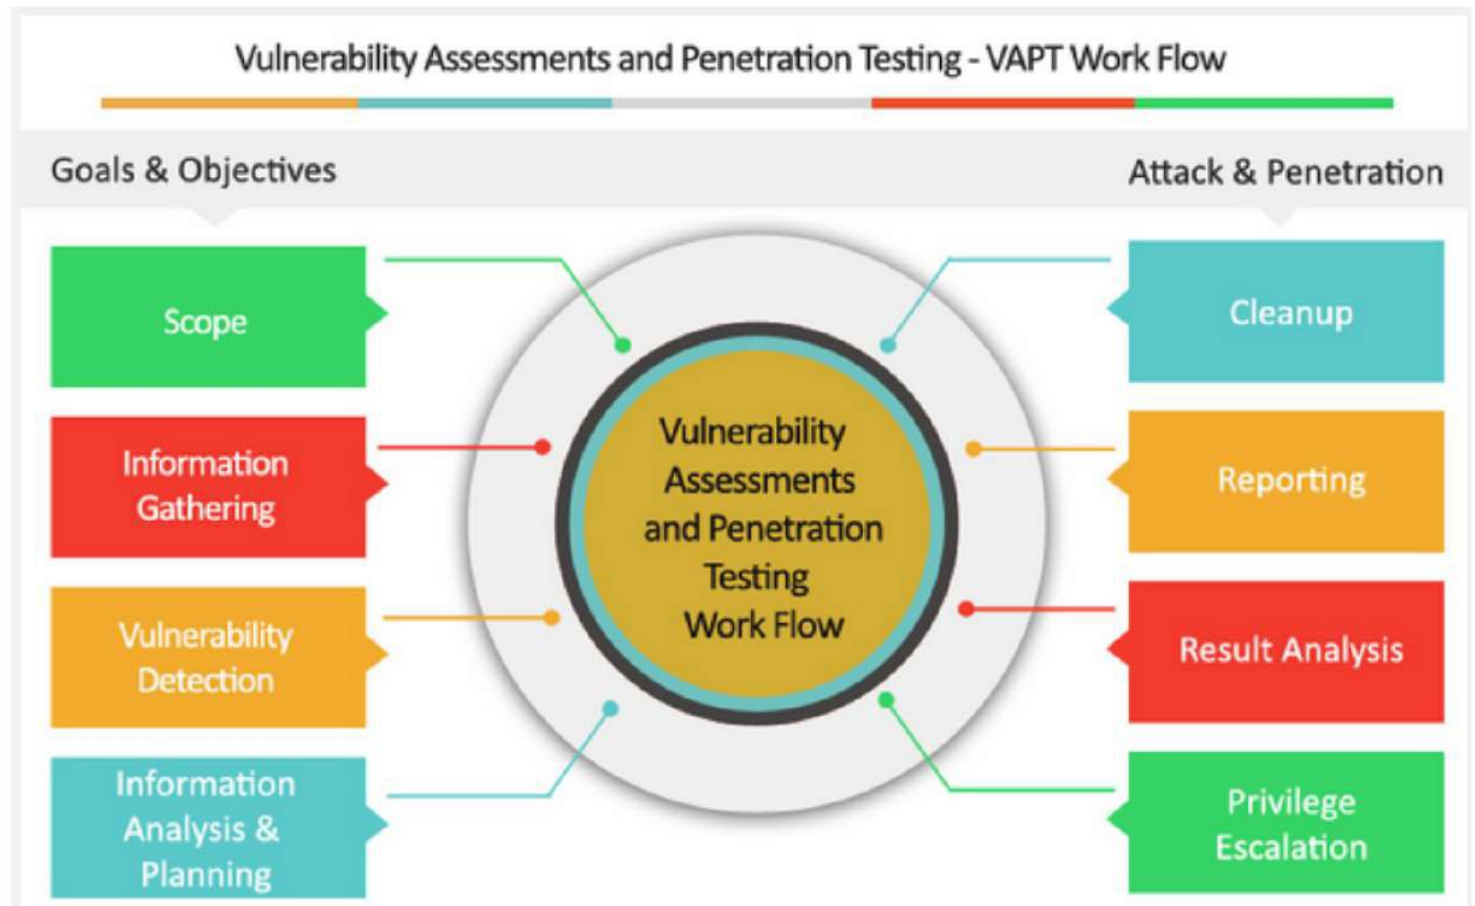 Vulnerability Assessments and Penetration Testing - VAPT Work Flow
Goals & Objectives
Attack & Penetration
Scope
Information
Gathering
Vulnerability
Detection
Information
Analysis &
Planning
Vulnerability
Assessments
and Penetration
Testing
Work Flow
Cleanup
Reporting
Result Analysis
Privilege
Escalation